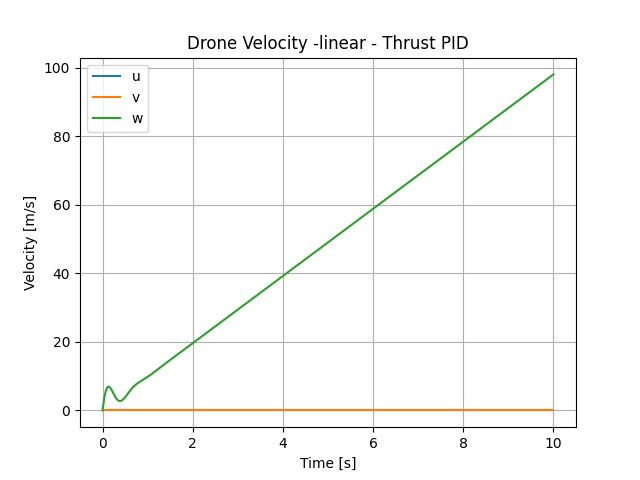 Drone Velocity -linear - Thrust PID
u
v
w
100
80
60
40
20
0
Velocity [m/s]
0 2 4 6 8 10
Time [s]